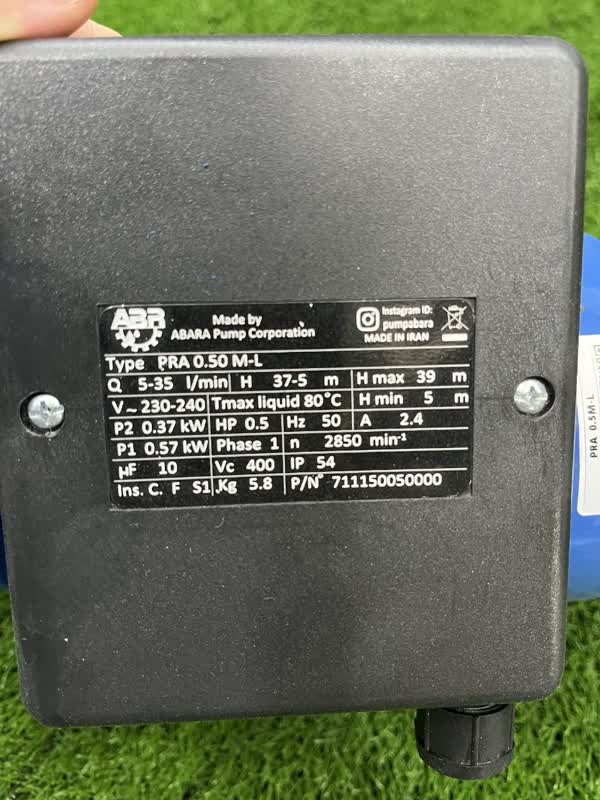 ABR
Made by
ABARA Pump Corporation
Instagram ID:
pumpabara
MADE IN IRAN
Type PRA 0.50 M-L
Q 5-35 l/min H 37-5 m H max 39 m
V~230-240 Tmax liquid 80°C H min 5 m
P2 0.37 kW HP 0.5 Hz 50 A 2.4
P1 0.57 kW Phase 1 n 2850 min⁻¹
µF 10 Vc 400 IP 54
Ins. C. F S1 Kg 5.8 P/N° 711150050000
PRA 0.5M-L